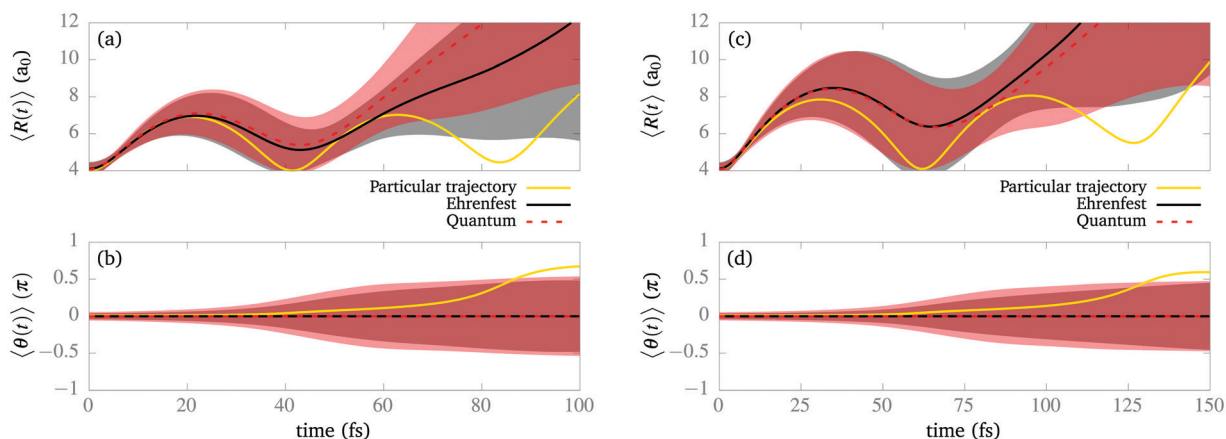 (a)
⟨R(t)⟩ (a₀)
12
10
8
6
4
Particular trajectory
Ehrenfest
Quantum
(b)
⟨θ(t)⟩ (π)
1
0.5
0
−0.5
−1
0 20 40 60 80 100
time (fs)
(c)
⟨R(t)⟩ (a₀)
12
10
8
6
4
Particular trajectory
Ehrenfest
Quantum
(d)
⟨θ(t)⟩ (π)
1
0.5
0
−0.5
−1
0 25 50 75 100 125 150
time (fs)